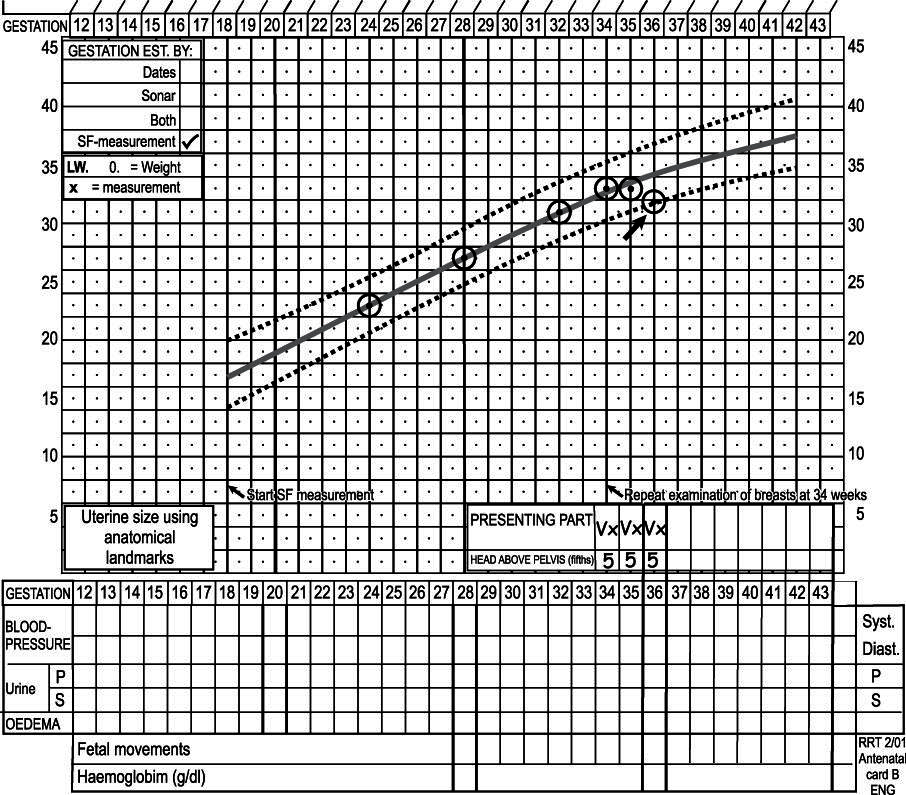 GESTATION 12 13 14 15 16 17 18 19 20 21 22 23 24 25 26 27 28 29 30 31 32 33 34 35 36 37 38 39 40 41 42 43
45 GESTATION EST. BY: 45
Dates
Sonar
40 Both 40
SF-measurement ✓
35 LW. 0. = Weight 35
x = measurement
30 30
25 25
20 20
15 15
10 10
Start SF measurement Repeat examination of breasts at 34 weeks
5 Uterine size using PRESENTING PART Vx Vx Vx 5
anatomical
landmarks HEAD ABOVE PELVIS (fifths) 5 5 5
GESTATION 12 13 14 15 16 17 18 19 20 21 22 23 24 25 26 27 28 29 30 31 32 33 34 35 36 37 38 39 40 41 42 43
BLOOD- Syst.
PRESSURE Diast.
Urine P P
S S
OEDEMA
Fetal movements RRT 2/01
Antenatal
Haemoglobim (g/dl) card B
ENG